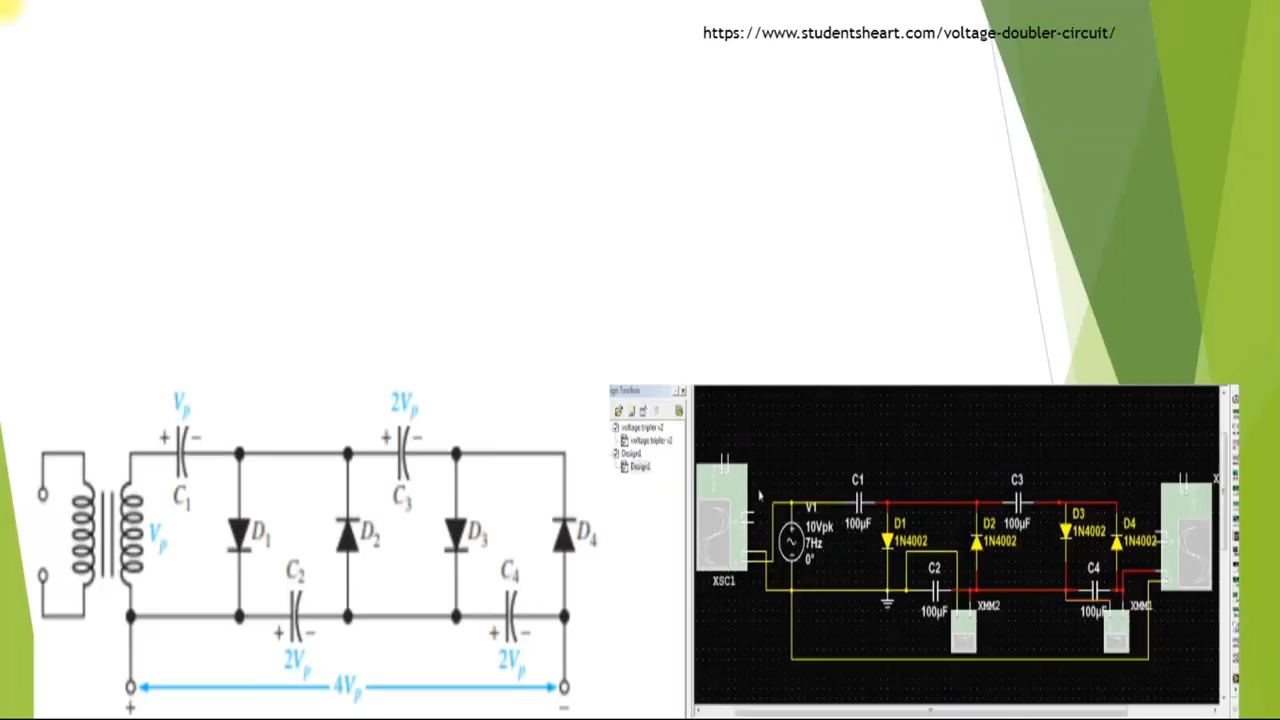 https://www.studentsheart.com/voltage-doubler-circuit/
Vp
2Vp
+ − + −
C1 C3
Vp
D1 D2 D3 D4
C2 C4
+ − + −
2Vp 2Vp
4Vp
+ −
voltage tripler v2
voltage tripler v2
Design1
Design1
C1 C3
100µF 100µF
V1
10Vpk
7Hz
0°
D1
1N4002
D2
1N4002
D3
1N4002
D4
1N4002
XSC1
C2
100µF
C4
100µF
XMM2
XMM1
X